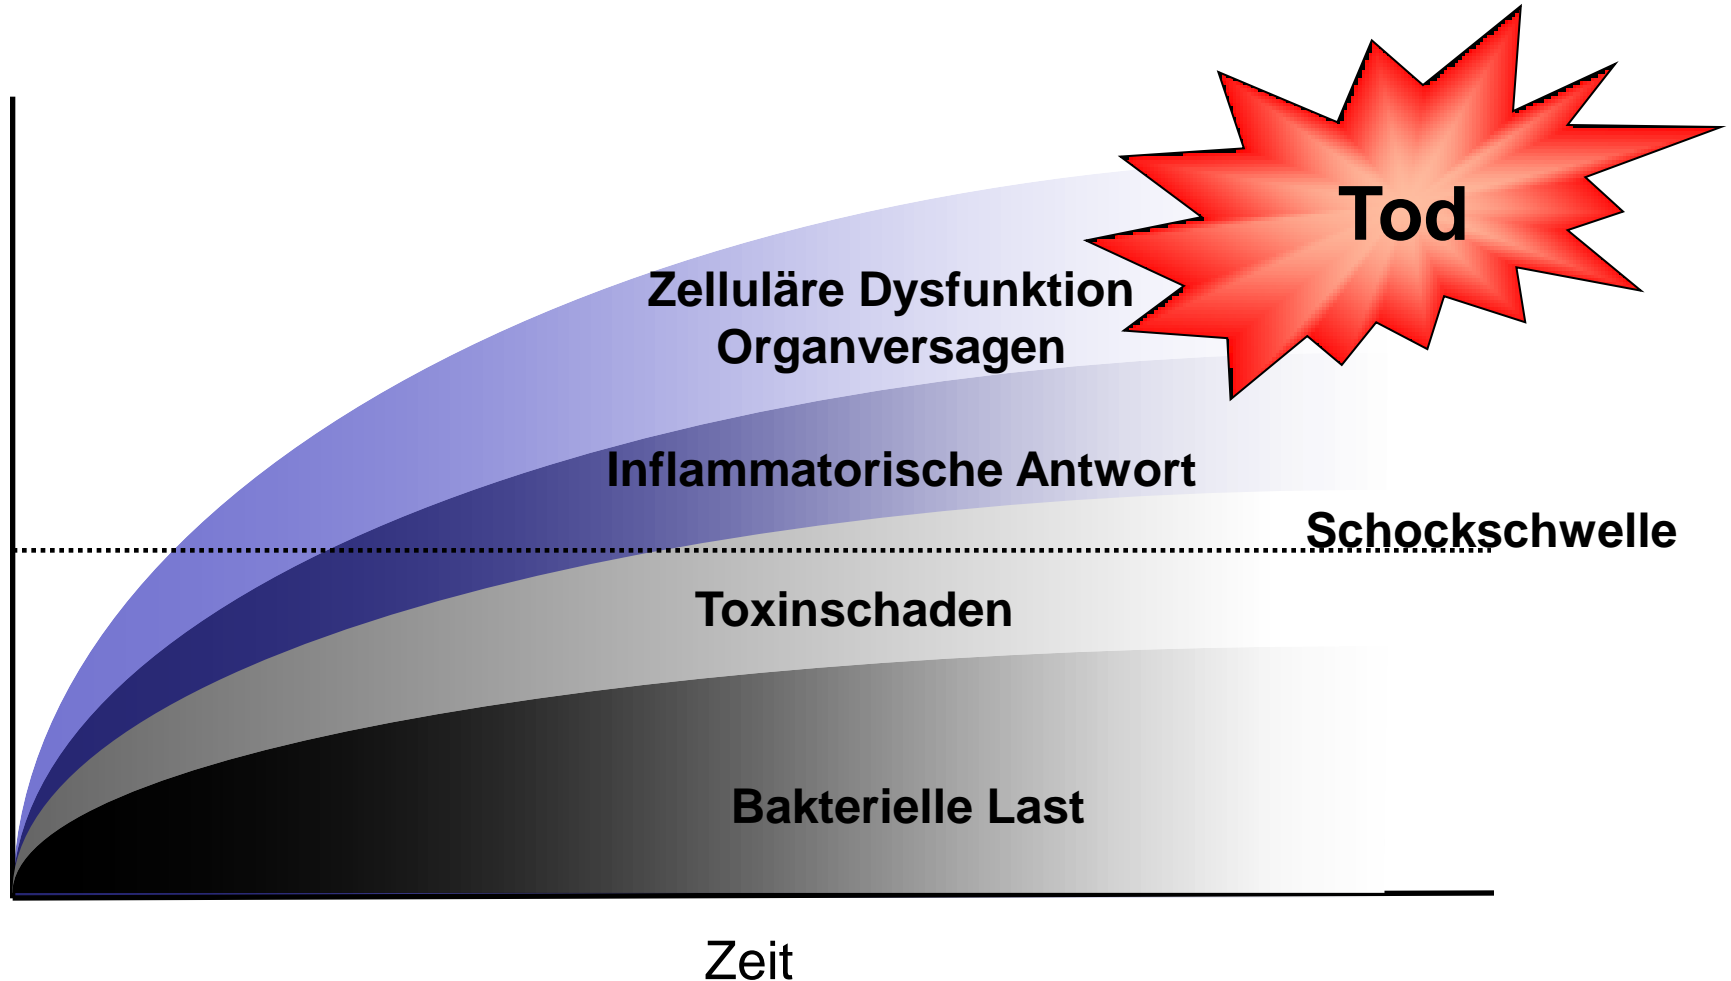 Tod
Zelluläre Dysfunktion
Organversagen
Inflammatorische Antwort
Schockschwelle
Toxinschaden
Bakterielle Last
Zeit